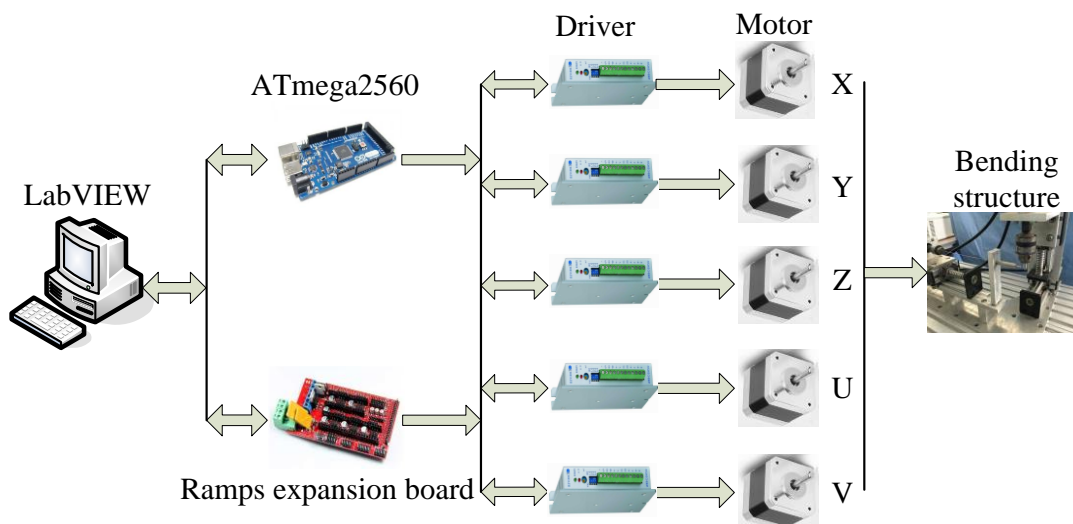 Driver
Motor
ATmega2560
X
LabVIEW
Y
Bending
structure
Z
U
Ramps expansion board
V